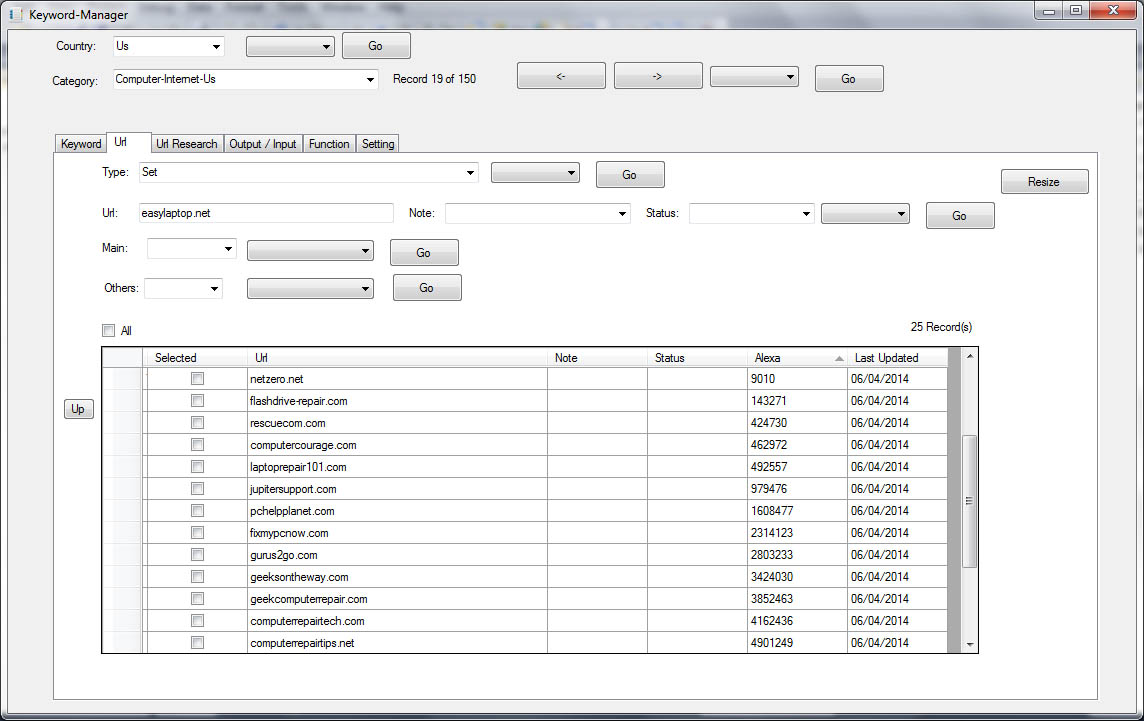 Keyword-Manager
Country: Us Go
Category: Computer-Internet-Us Record 19 of 150 <- -> Go
Keyword Url Url Research Output / Input Function Setting
Type: Set Go Resize
Url: easylaptop.net Note: Status: Go
Main: Go
Others: Go
All 25 Record(s)
Selected Url Note Status Alexa Last Updated
netzero.net 9010 06/04/2014
flashdrive-repair.com 143271 06/04/2014
Up
rescuecom.com 424730 06/04/2014
computercourage.com 462972 06/04/2014
laptoprepair101.com 492557 06/04/2014
jupitersupport.com 979476 06/04/2014
pchelpplanet.com 1608477 06/04/2014
fixmypcnow.com 2314123 06/04/2014
gurus2go.com 2803233 06/04/2014
geeksontheway.com 3424030 06/04/2014
geekcomputerrepair.com 3852463 06/04/2014
computerrepairtech.com 4162436 06/04/2014
computerrepairtips.net 4901249 06/04/2014